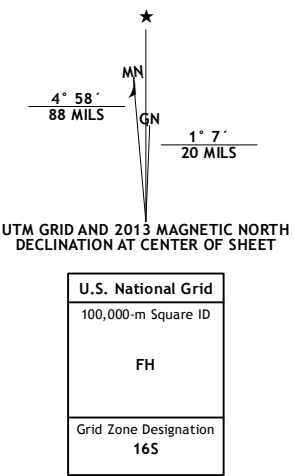 ★
MN
4° 58´
88 MILS
GN
1° 7´
20 MILS
UTM GRID AND 2013 MAGNETIC NORTH
DECLINATION AT CENTER OF SHEET
U.S. National Grid
100,000-m Square ID
FH
Grid Zone Designation
16S